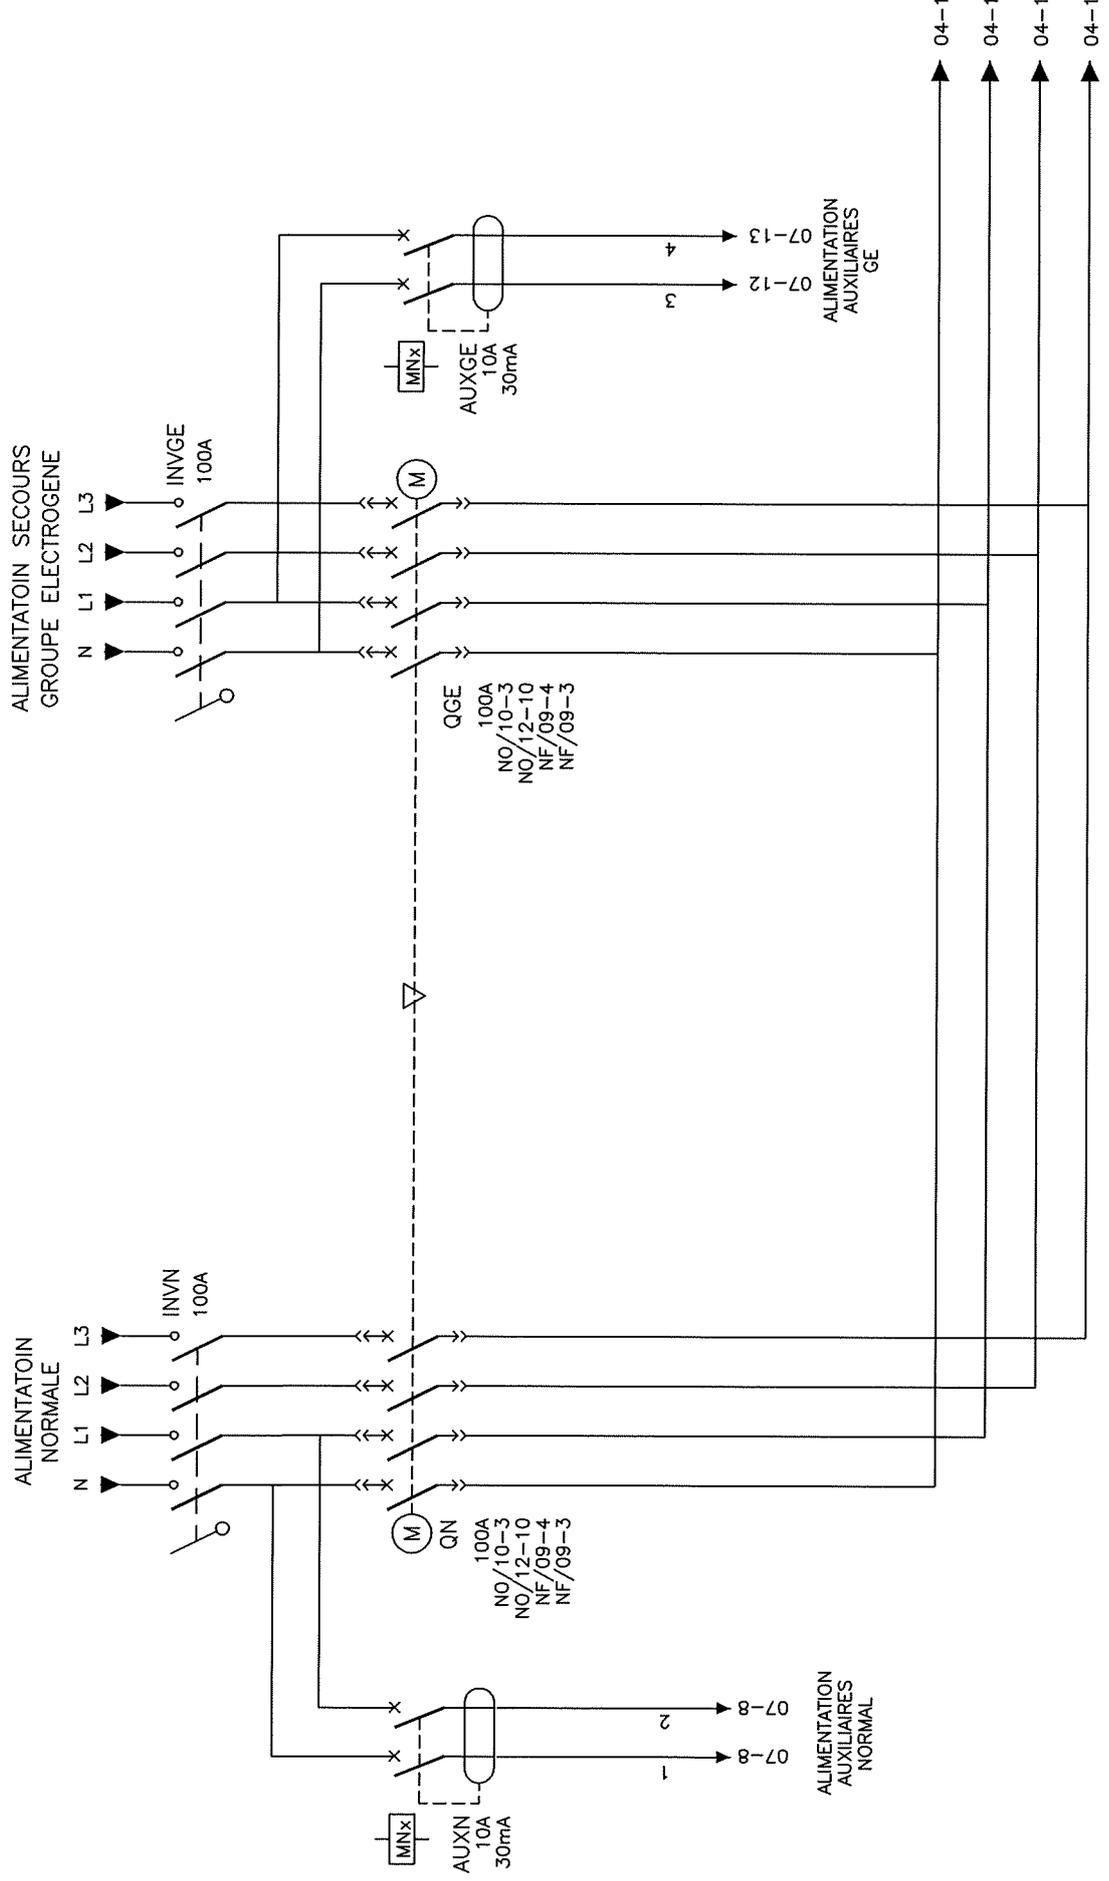 ALIMENTATOIN
NORMALE
N
L1
L2
L3
INVN
100A
M
QN
100A
NO/10-3
NO/12-10
NF/09-4
NF/09-3
MNx
AUXN
10A
30mA
1
2
07-8
07-8
ALIMENTATION
AUXILIAIRES
NORMAL
ALIMENTATOIN SECOURS
GROUPE ELECTROGENE
N
L1
L2
L3
INVGE
100A
M
QGE
100A
NO/10-3
NO/12-10
NF/09-4
NF/09-3
MNx
AUXGE
10A
30mA
3
4
07-12
07-13
ALIMENTATION
AUXILIAIRES
GE
04-1
04-1
04-1
04-1